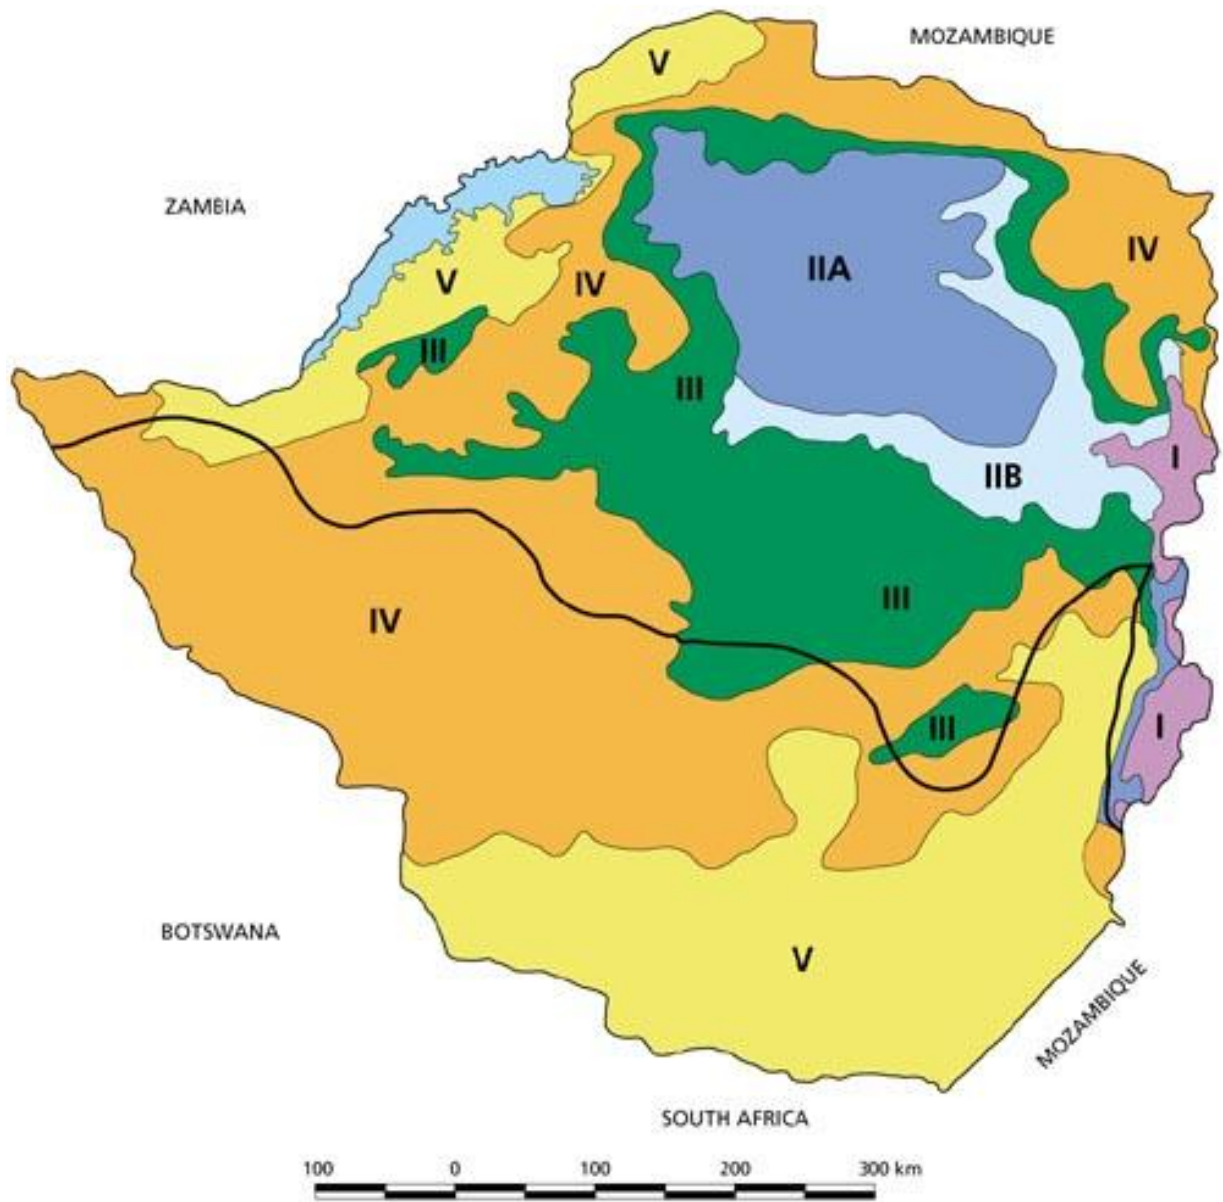 MOZAMBIQUE
V
ZAMBIA
IV
IIA
V
IV
III
III
I
IIB
III
IV
III
I
BOTSWANA
V
MOZAMBIQUE
SOUTH AFRICA
100 0 100 200 300 km